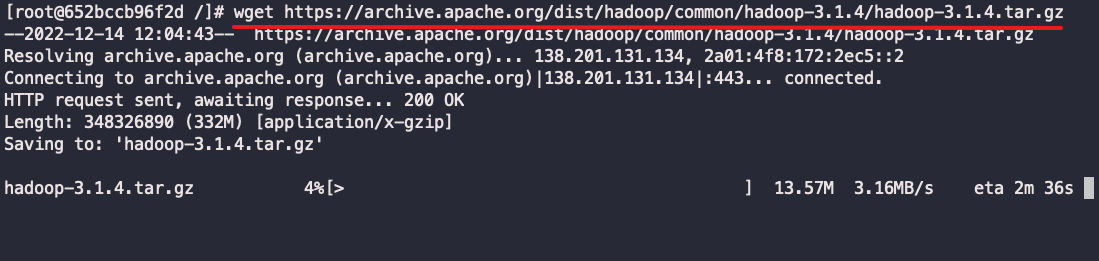 [root@652bccb96f2d /]# wget https://archive.apache.org/dist/hadoop/common/hadoop-3.1.4/hadoop-3.1.4.tar.gz
--2022-12-14 12:04:43--  https://archive.apache.org/dist/hadoop/common/hadoop-3.1.4/hadoop-3.1.4.tar.gz
Resolving archive.apache.org (archive.apache.org)... 138.201.131.134, 2a01:4f8:172:2ec5::2
Connecting to archive.apache.org (archive.apache.org)|138.201.131.134|:443... connected.
HTTP request sent, awaiting response... 200 OK
Length: 348326890 (332M) [application/x-gzip]
Saving to: 'hadoop-3.1.4.tar.gz'
hadoop-3.1.4.tar.gz 4%[> ] 13.57M 3.16MB/s eta 2m 36s